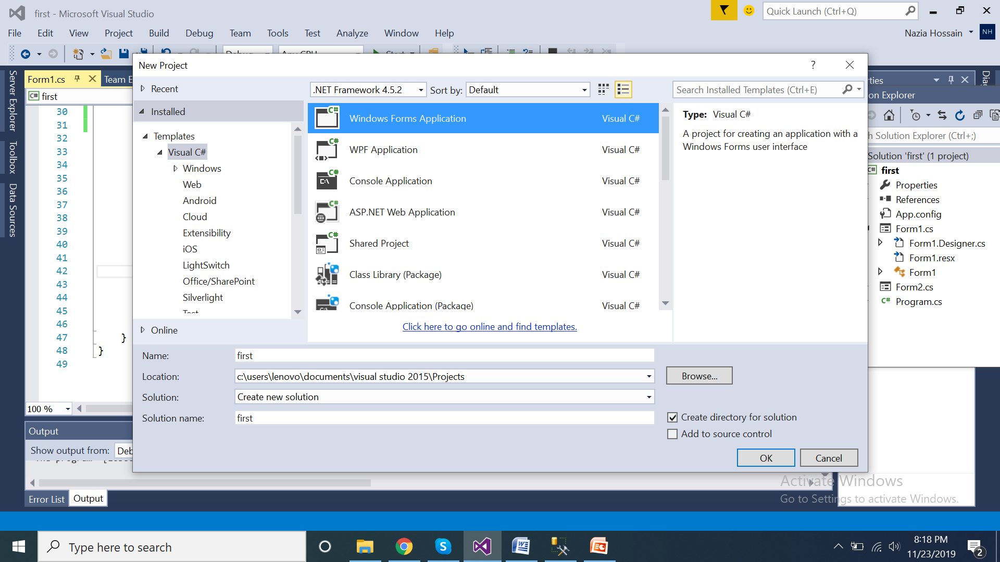 first - Microsoft Visual Studio
Quick Launch (Ctrl+Q)
File Edit View Project Build Debug Team Tools Test Analyze Window Help
Nazia Hossain NH
Debug Any CPU Start
New Project
?
Server Explorer
Toolbox
Data Sources
Form1.cs
Team E
first
30
31
32
33
34
35
36
37
38
39
40
41
42
43
44
45
46
47 }
48 }
49
100 %
Recent
Installed
Templates
Visual C#
Windows
Web
Android
Cloud
Extensibility
iOS
LightSwitch
Office/SharePoint
Silverlight
Test
Online
.NET Framework 4.5.2 Sort by: Default
Search Installed Templates (Ctrl+E)
Windows Forms Application Visual C#
WPF Application Visual C#
Console Application Visual C#
ASP.NET Web Application Visual C#
Shared Project Visual C#
Class Library (Package) Visual C#
Console Application (Package) Visual C#
Click here to go online and find templates.
Type: Visual C#
A project for creating an application with a
Windows Forms user interface
Name: first
Location: c:\users\lenovo\documents\visual studio 2015\Projects
Browse...
Solution: Create new solution
Solution name: first
Create directory for solution
Add to source control
OK Cancel
rties
on Explorer
h Solution Explorer (Ctrl+;)
Solution 'first' (1 project)
C# first
Properties
References
App.config
Form1.cs
Form1.Designer.cs
Form1.resx
Form1
Form2.cs
C# Program.cs
Dia
Output
Show output from: Deb
Error List Output
Activate Windows
Go to Settings to activate Windows.
Type here to search
8:18 PM
11/23/2019
2